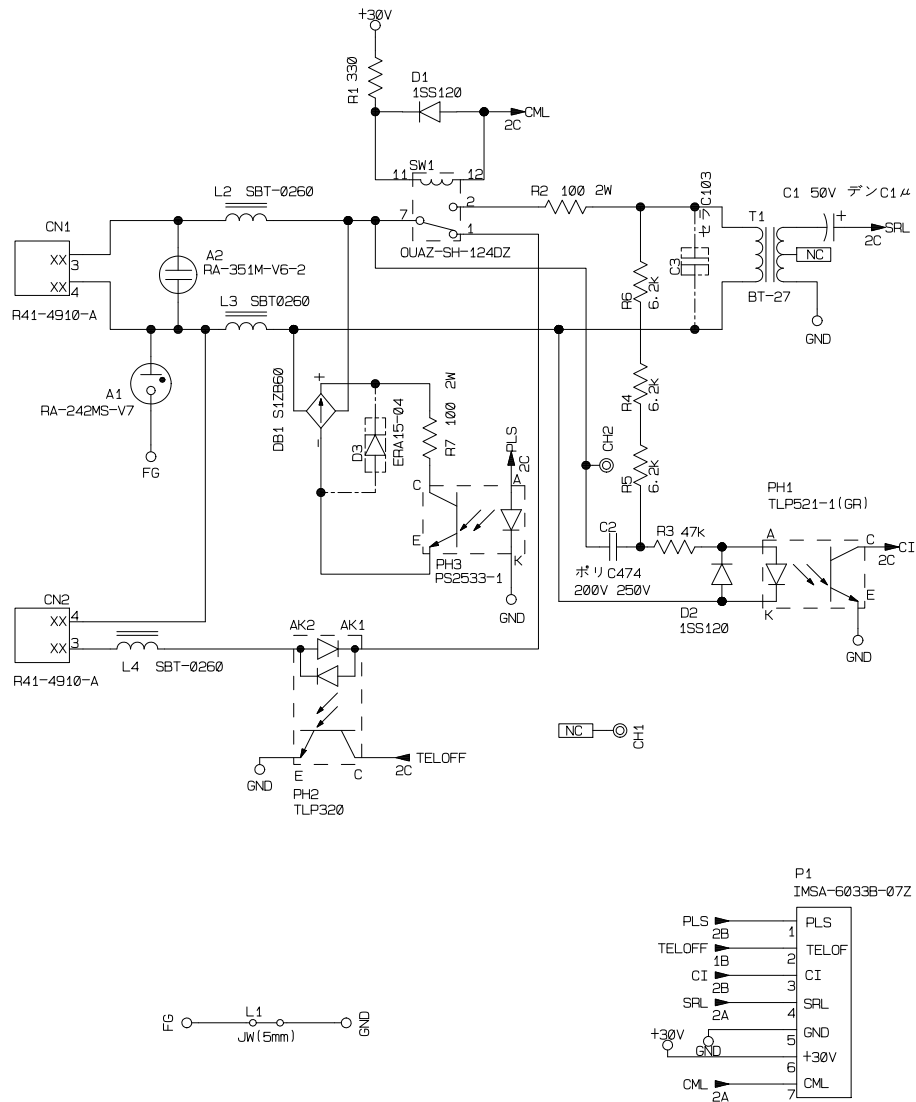 +30V
R1 330
D1
1SS120
CML
2C
SW1
11
12
2
7
1
OUAZ-SH-124DZ
R2 100 2W
セラ C103
C3
T1
BT-27
C1 50V デンC1μ
+
SRL
2C
NC
GND
L2 SBT-0260
CN1
XX
3
XX
4
R41-4910-A
A2
RA-351M-V6-2
L3 SBT0260
A1
RA-242MS-V7
FG
DB1 S1ZB60
+
-
D3
ERA15-04
R7 100 2W
PLS
2C
C
A
E
K
PH3
PS2533-1
GND
R6
6.2K
R4
6.2K
R5
6.2K
CH2
C2
ポリC474
200V 250V
R3 47k
D2
1SS120
PH1
TLP521-1(GR)
A
C
K
E
CI
2C
GND
CN2
XX
4
XX
3
R41-4910-A
L4 SBT-0260
AK2
AK1
TELOFF
2C
GND
E
C
PH2
TLP320
NC
CH1
P1
IMSA-6033B-07Z
PLS
2B
1
PLS
TELOFF
1B
2
TELOF
CI
2B
3
CI
SRL
2A
4
SRL
GND
5
GND
+30V
6
+30V
CML
2A
7
CML
FG
L1
JW(5mm)
GND